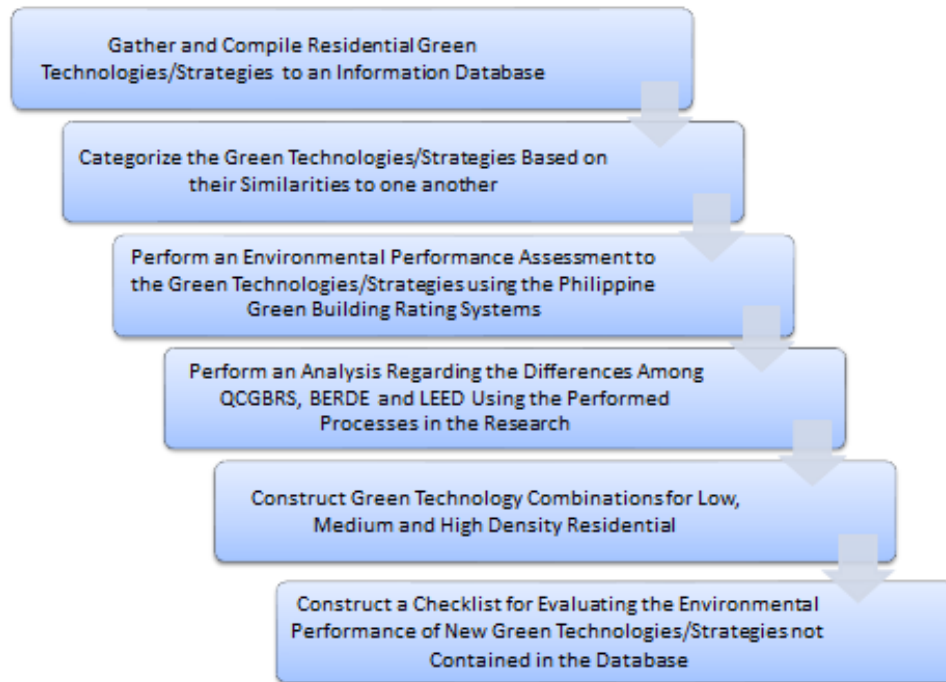 Gather and Compile Residential Green
Technologies/Strategies to an Information Database
Categorize the Green Technologies/Strategies Based on
their Similarities to one another
Perform an Environmental Performance Assessment to
the Green Technologies/Strategies using the Philippine
Green Building Rating Systems
Perform an Analysis Regarding the Differences Among
QCGBRS, BERDE and LEED Using the Performed
Processes in the Research
Construct Green Technology Combinations for Low,
Medium and High Density Residential
Construct a Checklist for Evaluating the Environmental
Performance of New Green Technologies/Strategies not
Contained in the Database